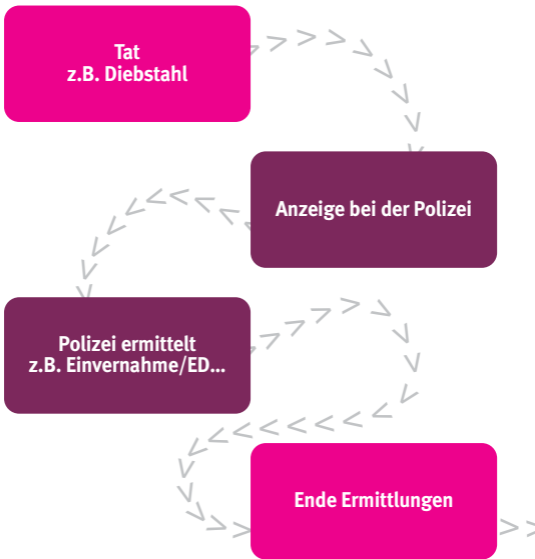 Tat
z.B. Diebstahl
Anzeige bei der Polizei
Polizei ermittelt
z.B. Einvernahme/ED...
Ende Ermittlungen